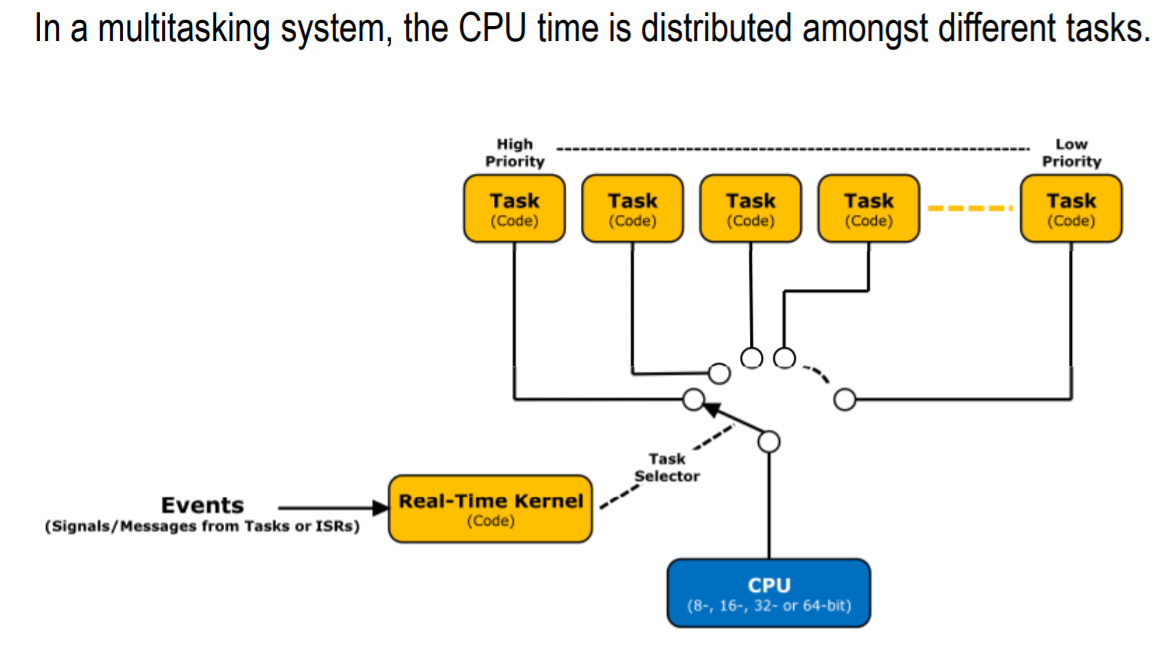 In a multitasking system, the CPU time is distributed amongst different tasks.
High
Priority
Low
Priority
Task
(Code)
Task
(Code)
Task
(Code)
Task
(Code)
Task
(Code)
Task
Selector
Events
(Signals/Messages from Tasks or ISRs)
Real-Time Kernel
(Code)
CPU
(8-, 16-, 32- or 64-bit)